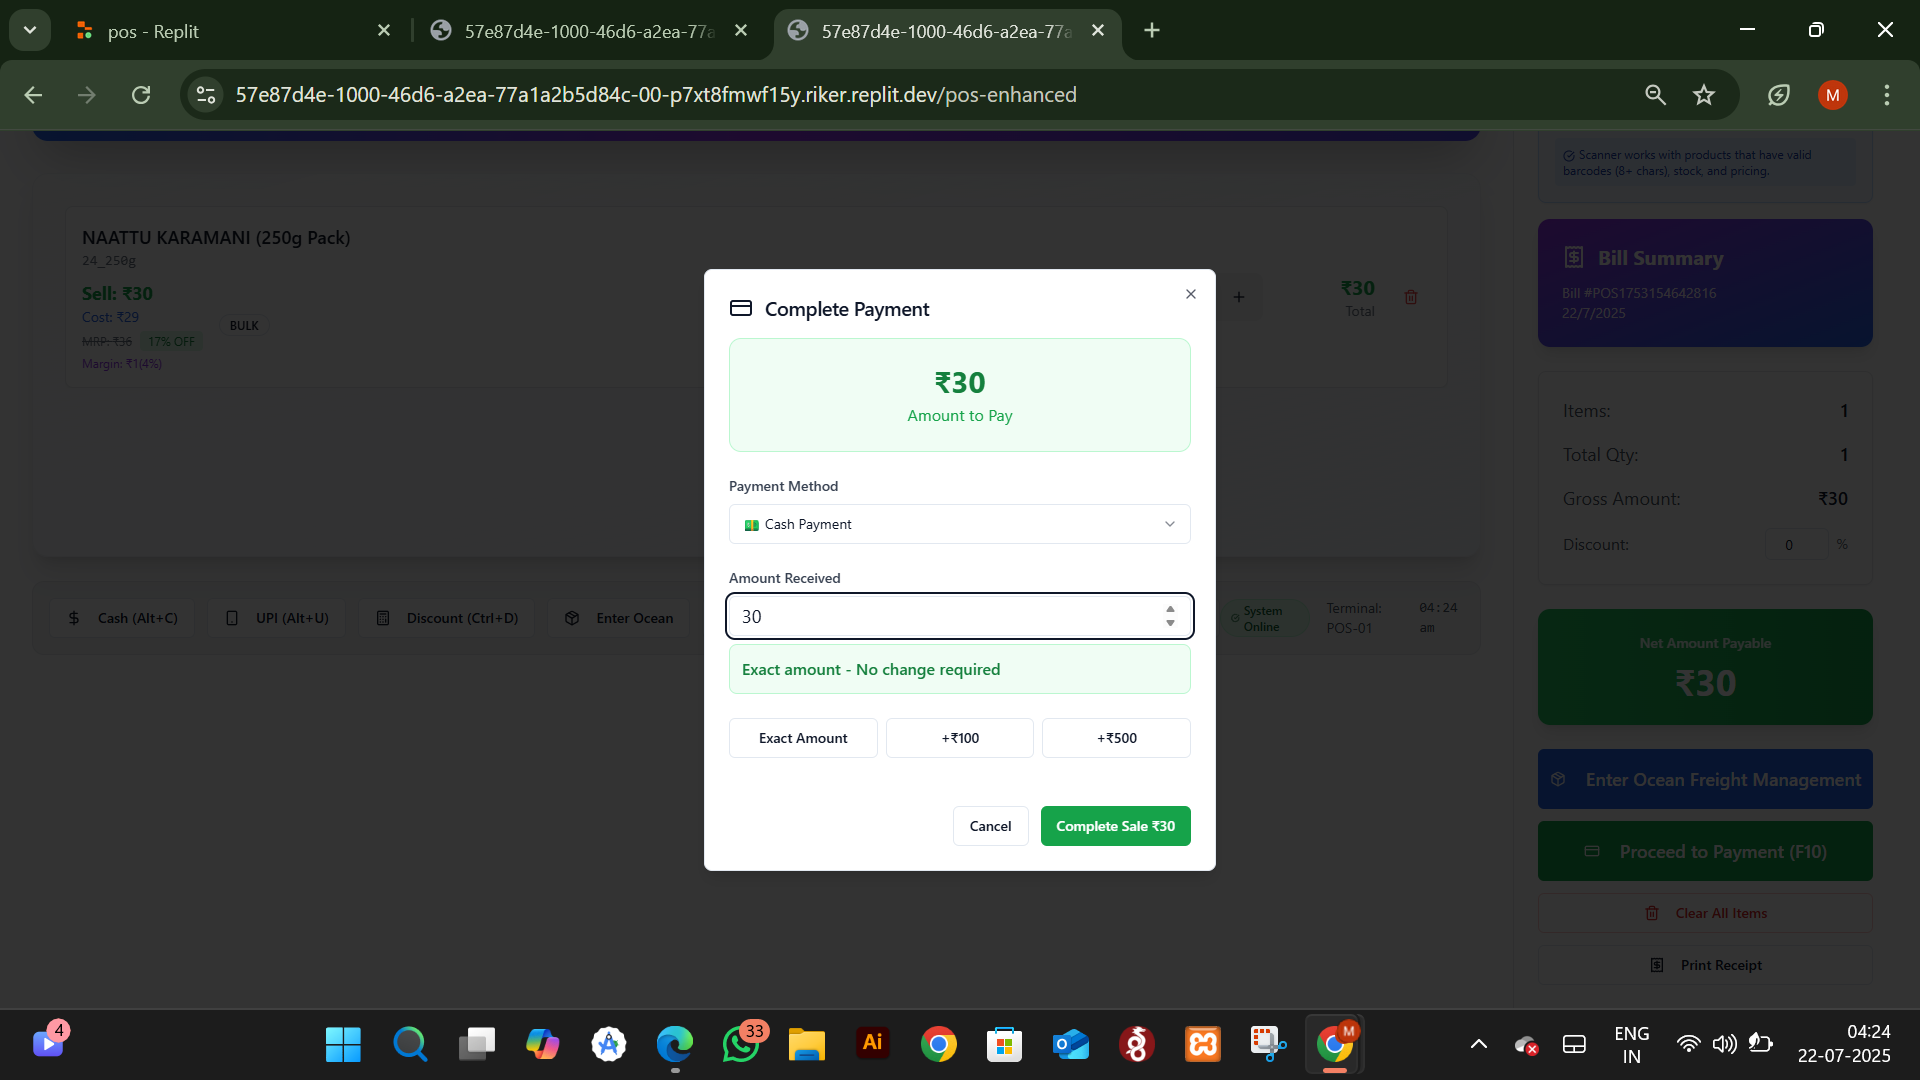 pos - Replit
57e87d4e-1000-46d6-a2ea-77a
57e87d4e-1000-46d6-a2ea-77a
57e87d4e-1000-46d6-a2ea-77a1a2b5d84c-00-p7xt8fmwf15y.riker.replit.dev/pos-enhanced
M
Scanner works with products that have valid
barcodes (8+ chars), stock, and pricing.
NAATTU KARAMANI (250g Pack)
24_250g
Sell: ₹30
Cost: ₹29
MRP: ₹36 17% OFF
BULK
Margin: ₹1(4%)
+
₹30
Total
Bill Summary
Bill #POS1753154642816
22/7/2025
Complete Payment
₹30
Amount to Pay
Payment Method
Cash Payment
Amount Received
30
Exact amount - No change required
Exact Amount
+₹100
+₹500
Cancel
Complete Sale ₹30
Items: 1
Total Qty: 1
Gross Amount: ₹30
Discount: 0 %
Cash (Alt+C)
UPI (Alt+U)
Discount (Ctrl+D)
Enter Ocean
System
Online
Terminal:
POS-01
04:24
am
Net Amount Payable
₹30
Enter Ocean Freight Management
Proceed to Payment (F10)
Clear All Items
Print Receipt
4
33
Ai
M
ENG
IN
04:24
22-07-2025